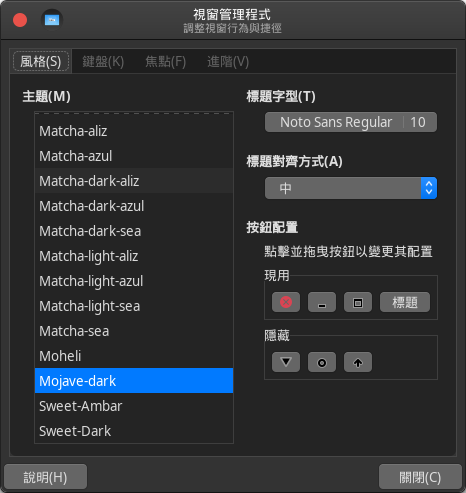 視窗管理程式
調整視窗行為與捷徑
風格(S) 鍵盤(K) 焦點(F) 進階(V)
主題(M)
Matcha-aliz
Matcha-azul
Matcha-dark-aliz
Matcha-dark-azul
Matcha-dark-sea
Matcha-light-aliz
Matcha-light-azul
Matcha-light-sea
Matcha-sea
Moheli
Mojave-dark
Sweet-Ambar
Sweet-Dark
標題字型(T)
Noto Sans Regular 10
標題對齊方式(A)
中
按鈕配置
點擊並拖曳按鈕以變更其配置
現用
標題
隱藏
說明(H) 關閉(C)